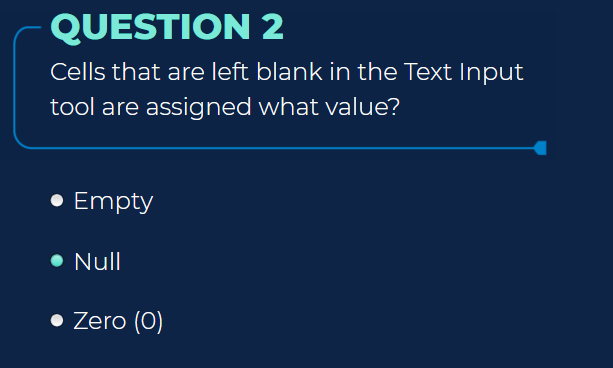 QUESTION 2
Cells that are left blank in the Text Input
tool are assigned what value?
Empty
Null
Zero (0)